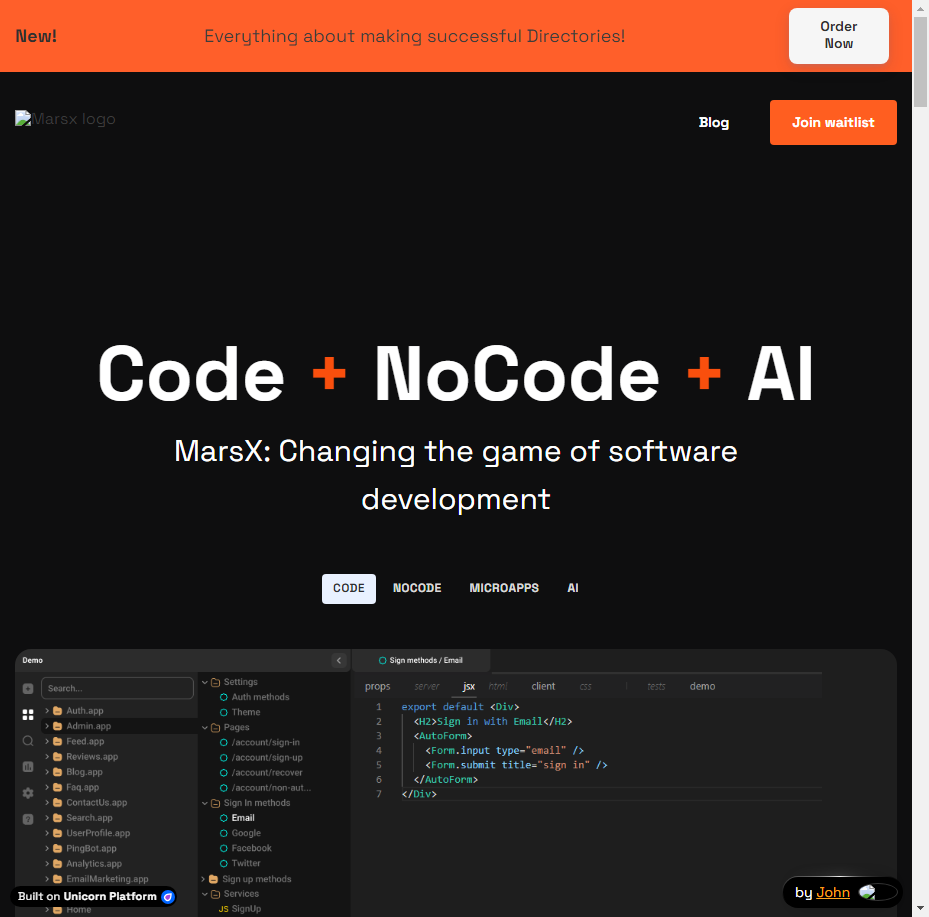 New!
Everything about making successful Directories!
Order
Now
Marsx logo
Blog
Join waitlist
Code + NoCode + AI
MarsX: Changing the game of software
development
CODE
NOCODE
MICROAPPS
AI
Demo
Search...
Auth.app
Admin.app
Feed.app
Reviews.app
Blog.app
Faq.app
ContactUs.app
Search.app
UserProfile.app
PingBot.app
Analytics.app
EmailMarketing.app
Home
Settings
Auth methods
Theme
Pages
/account/sign-in
/account/sign-up
/account/recover
/account/non-aut...
Sign In methods
Email
Google
Facebook
Twitter
Sign up methods
Services
JS SignUp
Sign methods / Email
props server jsx html client css tests demo
1 export default <Div>
2 <H2>Sign in with Email</H2>
3 <AutoForm>
4 <Form.input type="email" />
5 <Form.submit title="sign in" />
6 </AutoForm>
7 </Div>
Built on Unicorn Platform
by John